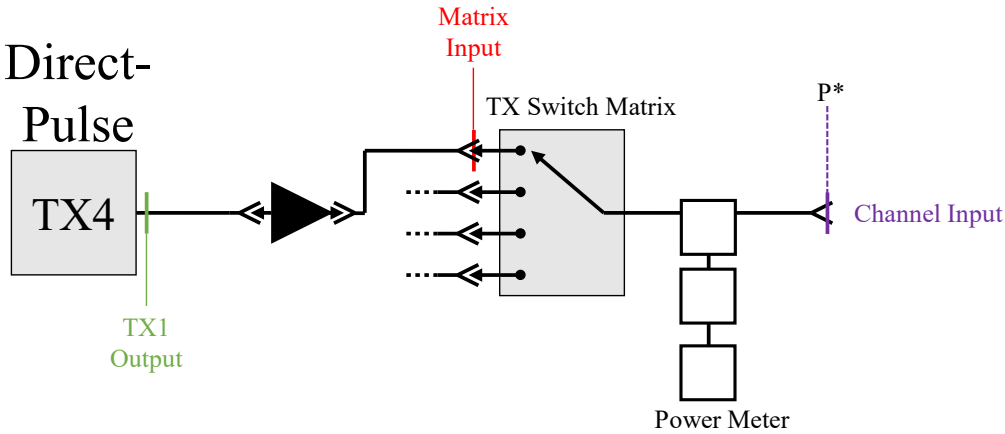 Matrix
Input
Direct-
Pulse
TX Switch Matrix
P*
TX4
Channel Input
TX1
Output
Power Meter